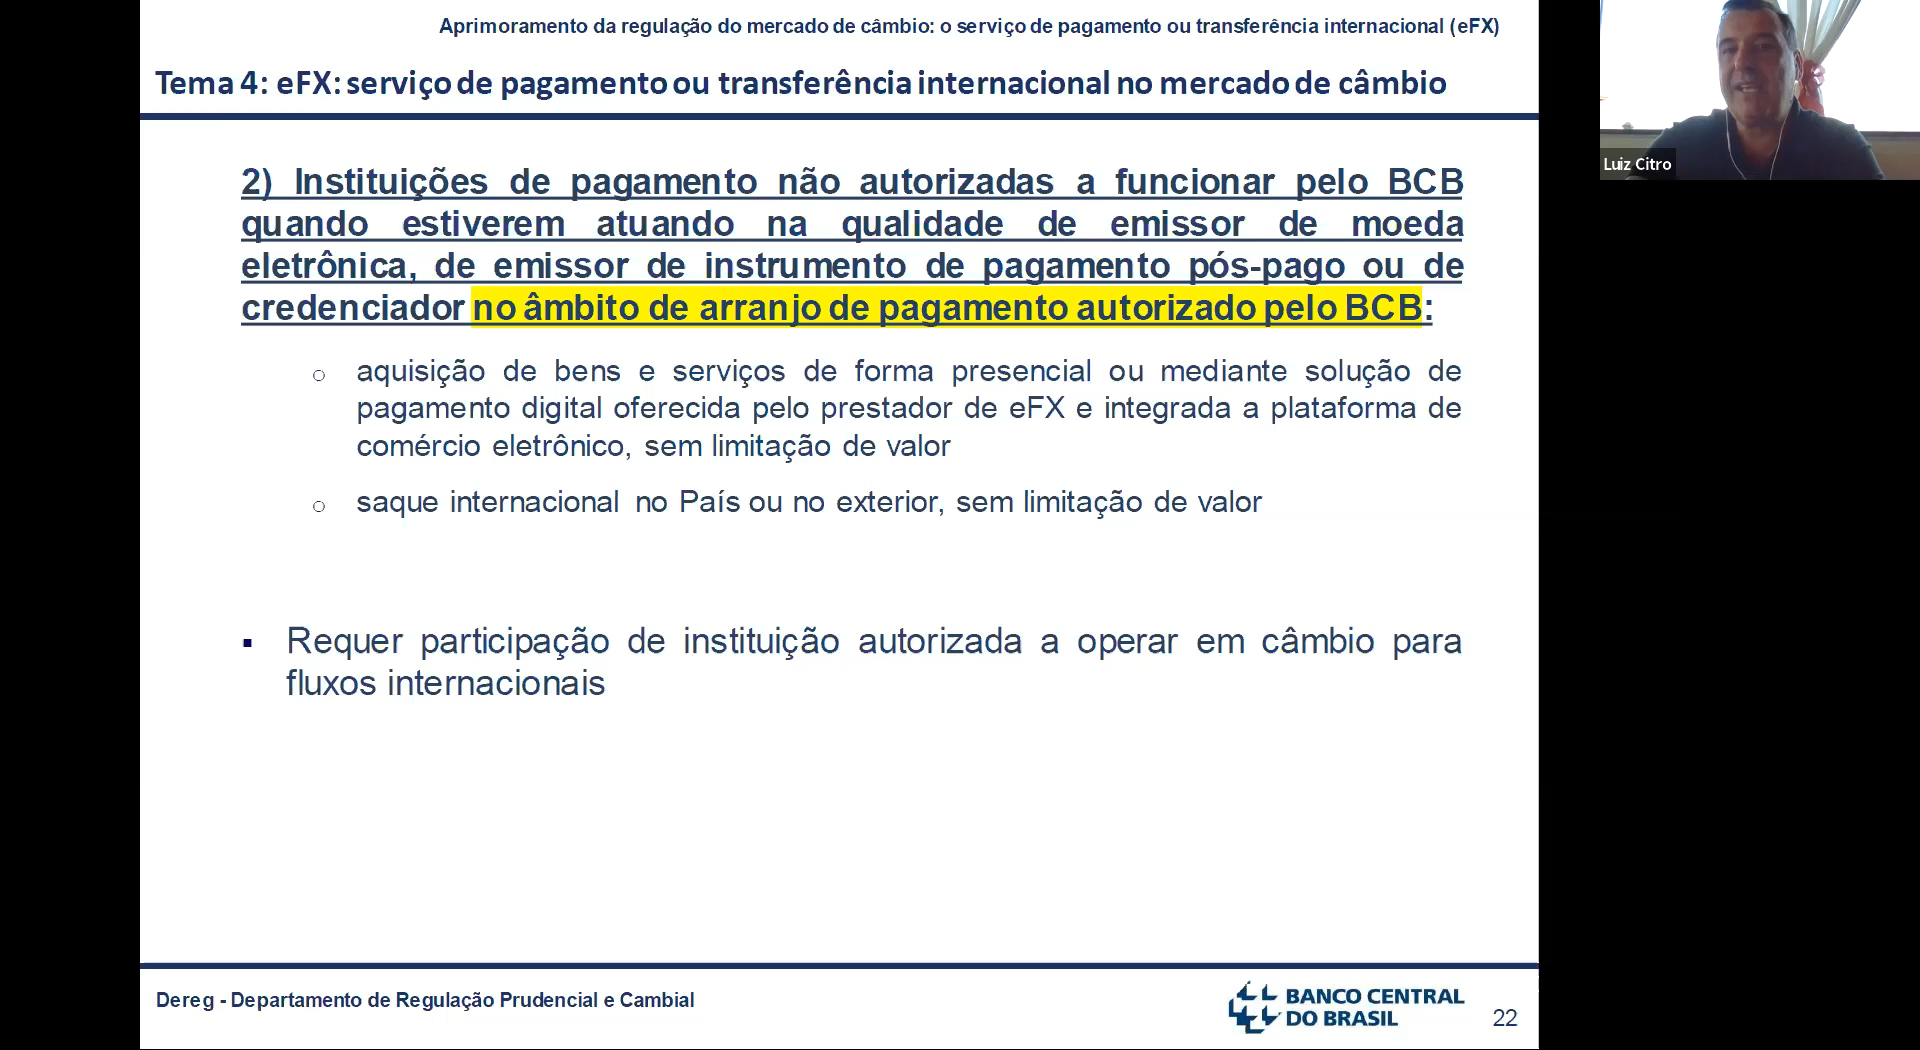 Aprimoramento da regulação do mercado de câmbio: o serviço de pagamento ou transferência internacional (eFX)
Tema 4: eFX: serviço de pagamento ou transferência internacional no mercado de câmbio
2) Instituições de pagamento não autorizadas a funcionar pelo BCB
quando estiverem atuando na qualidade de emissor de moeda
eletrônica, de emissor de instrumento de pagamento pós-pago ou de
credenciador no âmbito de arranjo de pagamento autorizado pelo BCB:
o aquisição de bens e serviços de forma presencial ou mediante solução de
pagamento digital oferecida pelo prestador de eFX e integrada a plataforma de
comércio eletrônico, sem limitação de valor
o saque internacional no País ou no exterior, sem limitação de valor
▪ Requer participação de instituição autorizada a operar em câmbio para
fluxos internacionais
Dereg - Departamento de Regulação Prudencial e Cambial
BANCO CENTRAL
DO BRASIL
22
Luiz Citro